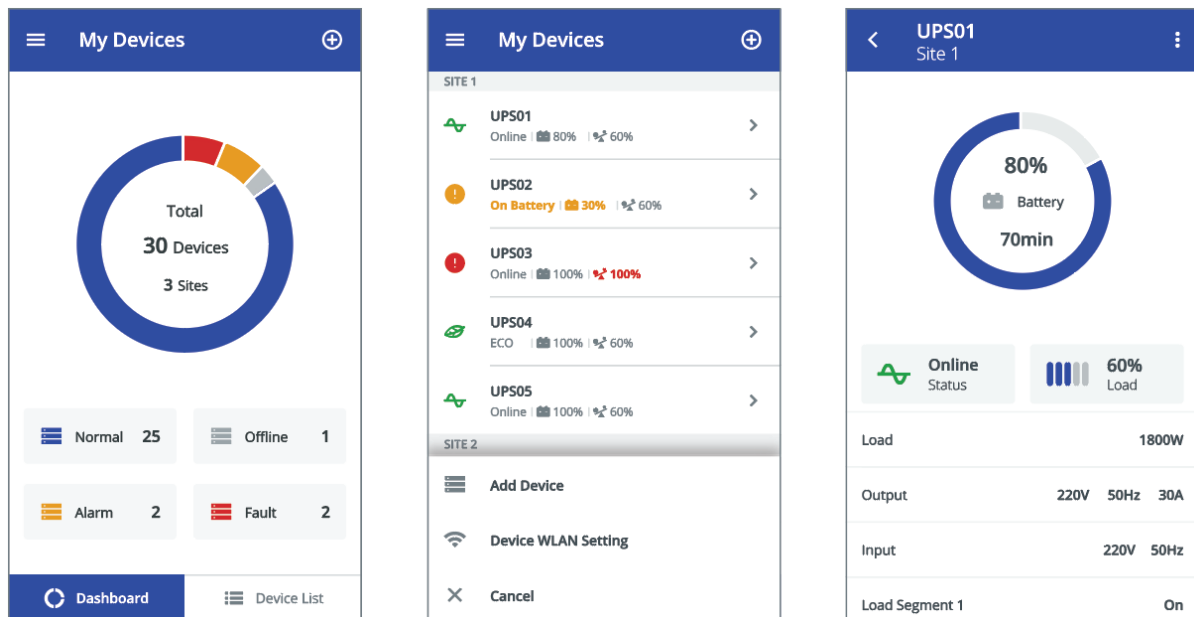 My Devices
Total
30 Devices
3 Sites
Normal 25
Offline 1
Alarm 2
Fault 2
Dashboard
Device List
My Devices
SITE 1
UPS01
Online 80% 60%
UPS02
On Battery 30% 60%
UPS03
Online 100% 100%
UPS04
ECO 100% 60%
UPS05
Online 100% 60%
SITE 2
Add Device
Device WLAN Setting
Cancel
UPS01
Site 1
80%
Battery
70min
Online
Status
60%
Load
Load 1800W
Output 220V 50Hz 30A
Input 220V 50Hz
Load Segment 1 On